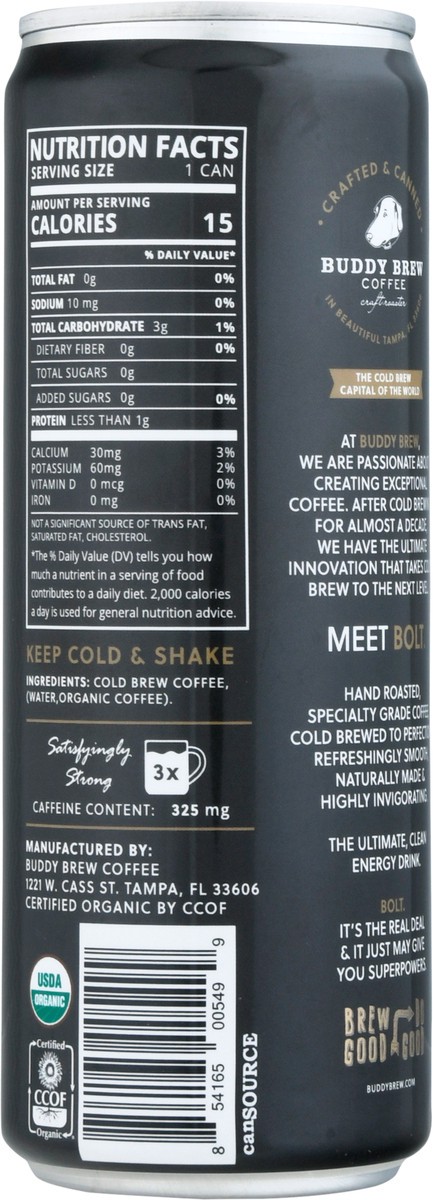 NUTRITION FACTS
SERVING SIZE 1 CAN
AMOUNT PER SERVING
CALORIES 15
% DAILY VALUE*
TOTAL FAT 0g 0%
SODIUM 10 mg 0%
TOTAL CARBOHYDRATE 3g 1%
DIETARY FIBER 0g 0%
TOTAL SUGARS 0g
ADDED SUGARS 0g 0%
PROTEIN LESS THAN 1g
CALCIUM 30mg 3%
POTASSIUM 60mg 2%
VITAMIN D 0 mcg 0%
IRON 0 mg 0%
NOT A SIGNIFICANT SOURCE OF TRANS FAT,
SATURATED FAT, CHOLESTEROL.
*The % Daily Value (DV) tells you how
much a nutrient in a serving of food
contributes to a daily diet. 2,000 calories
a day is used for general nutrition advice.
KEEP COLD & SHAKE
INGREDIENTS: COLD BREW COFFEE,
(WATER,ORGANIC COFFEE).
Satisfyingly
Strong
3x
CAFFEINE CONTENT: 325 mg
MANUFACTURED BY:
BUDDY BREW COFFEE
1221 W. CASS ST. TAMPA, FL 33606
CERTIFIED ORGANIC BY CCOF
USDA
ORGANIC
Certified
CCOF
Organic
8 54165 00549 9
canSOURCE
CRAFTED & CANNED
BUDDY BREW
COFFEE
craft roaster
IN BEAUTIFUL TAMPA, FL
THE COLD BREW
CAPITAL OF THE WORLD
AT BUDDY BREW,
WE ARE PASSIONATE
CREATING EXCEPTIONAL
COFFEE. AFTER COLD
FOR ALMOST A DECADE,
WE HAVE THE ULTIMATE
INNOVATION THAT TAKES
BREW TO THE NEXT LEVEL
MEET BOLT.
HAND ROASTED,
SPECIALTY GRADE COFFEE
COLD BREWED TO
REFRESHINGLY SMOOTH
NATURALLY MADE &
HIGHLY INVIGORATING
THE ULTIMATE, CLEAN
ENERGY DRINK.
BOLT.
IT'S THE REAL DEAL
& IT JUST MAY GIVE
YOU SUPERPOWERS.
BREW DO
GOOD GOOD
BUDDYBREW.COM